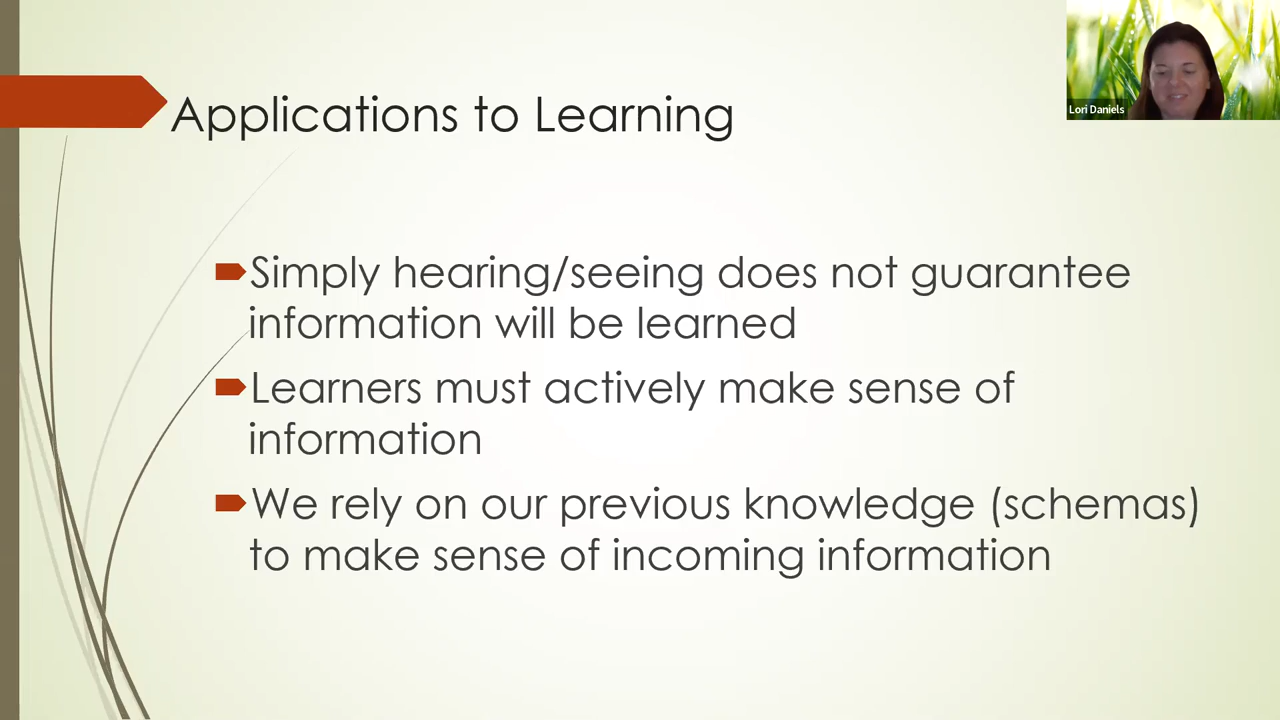 Applications to Learning
Lori Daniels
Simply hearing/seeing does not guarantee
information will be learned
Learners must actively make sense of
information
We rely on our previous knowledge (schemas)
to make sense of incoming information